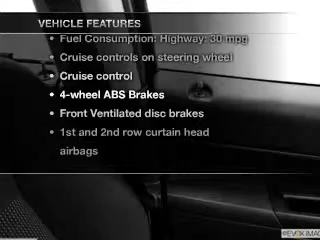 VEHICLE FEATURES
• Fuel Consumption: Highway: 30 mpg
• Cruise controls on steering wheel
• Cruise control
• 4-wheel ABS Brakes
• Front Ventilated disc brakes
• 1st and 2nd row curtain head
airbags